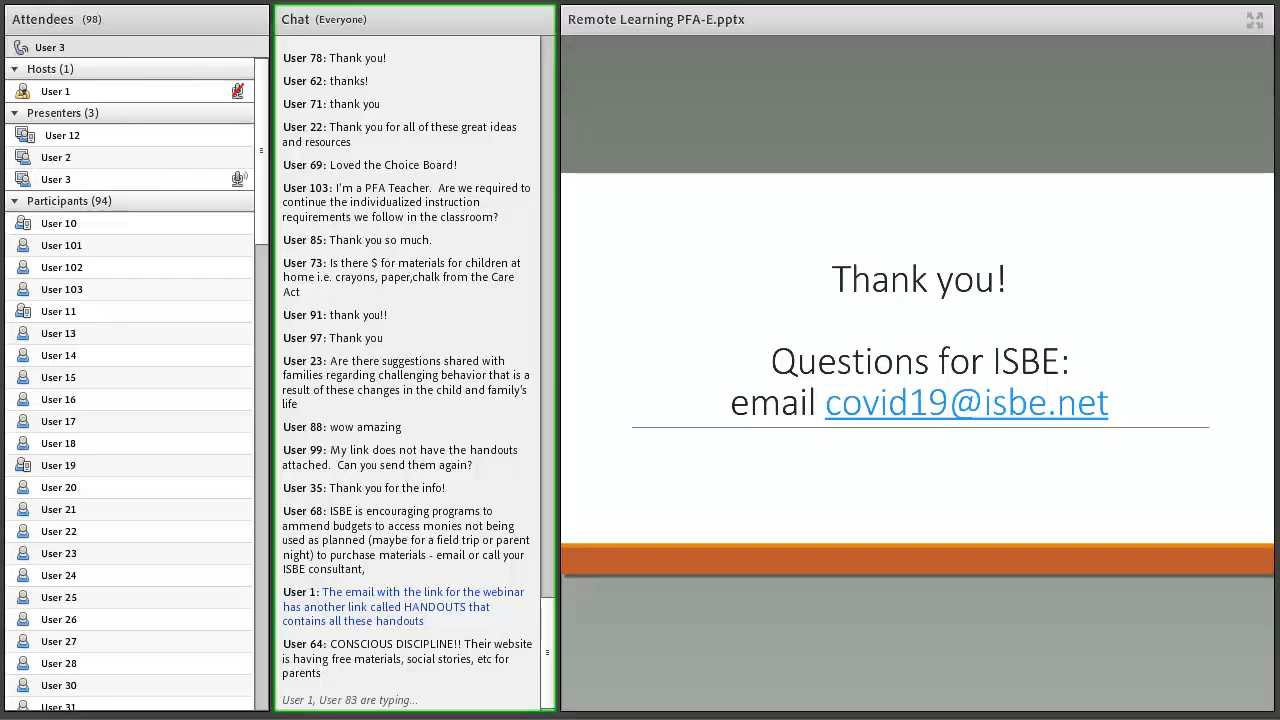 Attendees (98)
User 3
Hosts (1)
User 1
Presenters (3)
User 12
User 2
User 3
Participants (94)
User 10
User 101
User 102
User 103
User 11
User 13
User 14
User 15
User 16
User 17
User 18
User 19
User 20
User 21
User 22
User 23
User 24
User 25
User 26
User 27
User 28
User 30
User 31
Chat (Everyone)
User 78: Thank you!
User 62: thanks!
User 71: thank you
User 22: Thank you for all of these great ideas
and resources
User 69: Loved the Choice Board!
User 103: I'm a PFA Teacher. Are we required to
continue the individualized instruction
requirements we follow in the classroom?
User 85: Thank you so much.
User 73: Is there $ for materials for children at
home i.e. crayons, paper,chalk from the Care
Act
User 91: thank you!!
User 97: Thank you
User 23: Are there suggestions shared with
families regarding challenging behavior that is a
result of these changes in the child and family's
life
User 88: wow amazing
User 99: My link does not have the handouts
attached. Can you send them again?
User 35: Thank you for the info!
User 68: ISBE is encouraging programs to
ammend budgets to access monies not being
used as planned (maybe for a field trip or parent
night) to purchase materials - email or call your
ISBE consultant,
User 1: The email with the link for the webinar
has another link called HANDOUTS that
contains all these handouts
User 64: CONSCIOUS DISCIPLINE!! Their website
is having free materials, social stories, etc for
parents
User 1, User 83 are typing...
Remote Learning PFA-E.pptx
Thank you!
Questions for ISBE:
email covid19@isbe.net